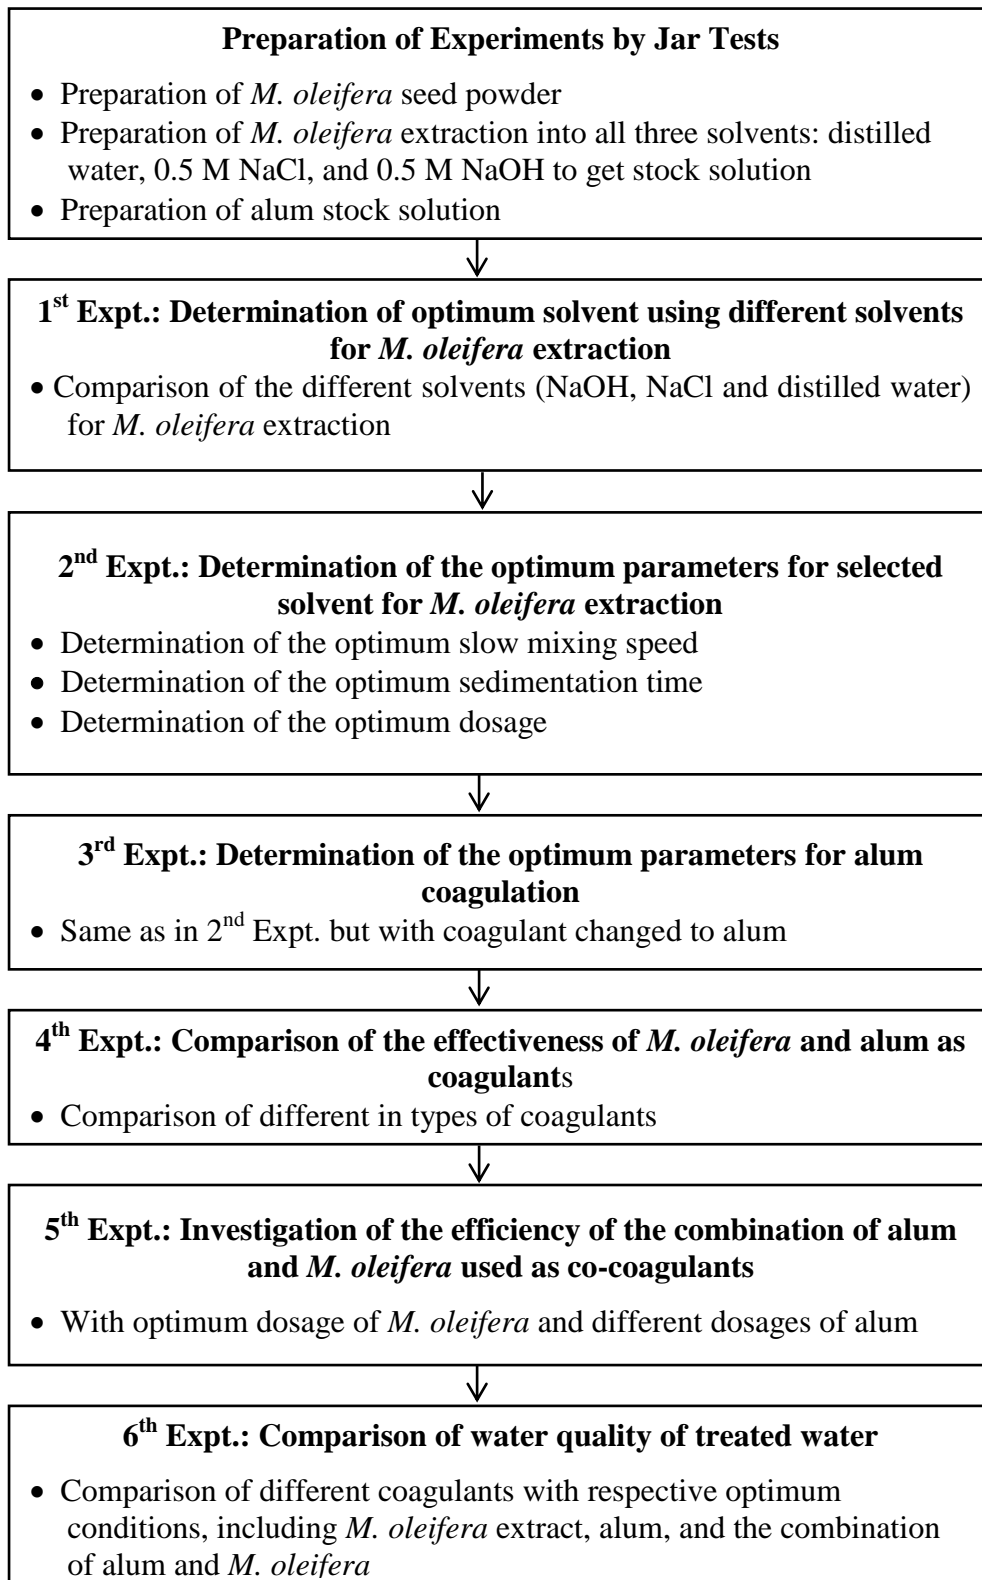 Preparation of Experiments by Jar Tests
• Preparation of M. oleifera seed powder
• Preparation of M. oleifera extraction into all three solvents: distilled
water, 0.5 M NaCl, and 0.5 M NaOH to get stock solution
• Preparation of alum stock solution
1st Expt.: Determination of optimum solvent using different solvents
for M. oleifera extraction
• Comparison of the different solvents (NaOH, NaCl and distilled water)
for M. oleifera extraction
2nd Expt.: Determination of the optimum parameters for selected
solvent for M. oleifera extraction
• Determination of the optimum slow mixing speed
• Determination of the optimum sedimentation time
• Determination of the optimum dosage
3rd Expt.: Determination of the optimum parameters for alum
coagulation
• Same as in 2nd Expt. but with coagulant changed to alum
4th Expt.: Comparison of the effectiveness of M. oleifera and alum as
coagulants
• Comparison of different in types of coagulants
5th Expt.: Investigation of the efficiency of the combination of alum
and M. oleifera used as co-coagulants
• With optimum dosage of M. oleifera and different dosages of alum
6th Expt.: Comparison of water quality of treated water
• Comparison of different coagulants with respective optimum
conditions, including M. oleifera extract, alum, and the combination
of alum and M. oleifera